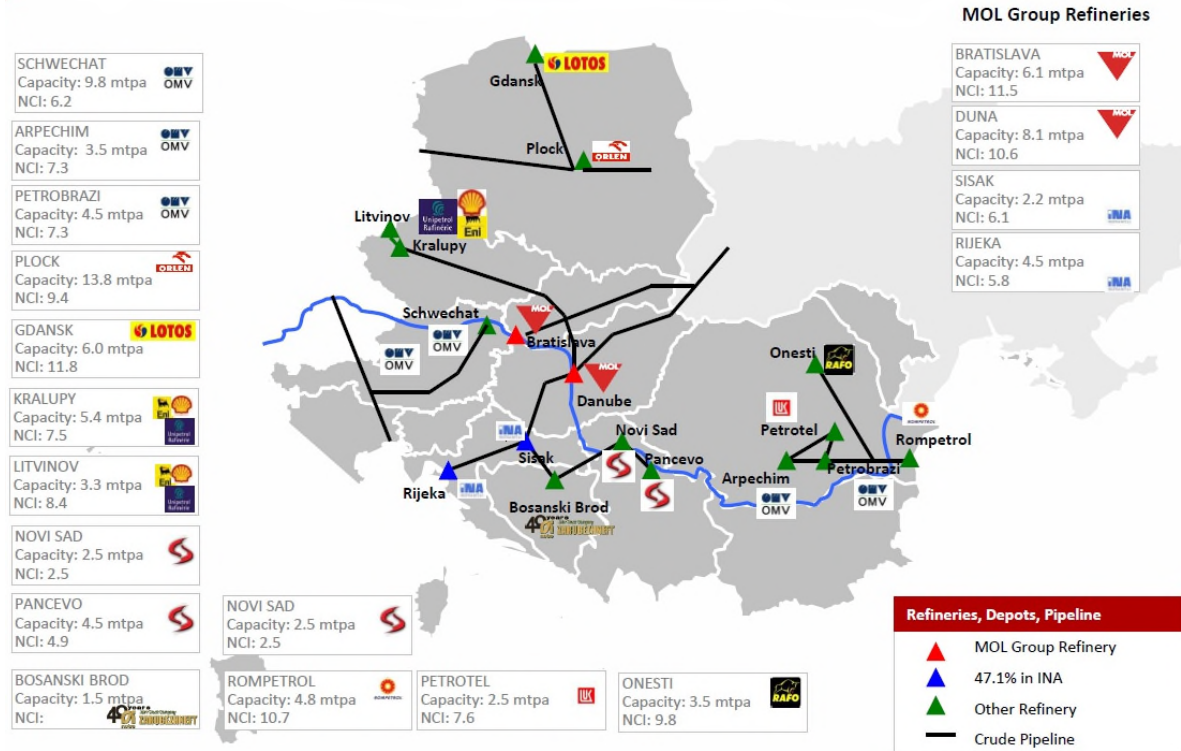 MOL Group Refineries
SCHWECHAT
Capacity: 9.8 mtpa
NCI: 6.2
OMV
ARPECHIM
Capacity: 3.5 mtpa
NCI: 7.3
OMV
PETROBRAZI
Capacity: 4.5 mtpa
NCI: 7.3
OMV
PLOCK
Capacity: 13.8 mtpa
NCI: 9.4
ORLEN
GDANSK
Capacity: 6.0 mtpa
NCI: 11.8
LOTOS
KRALUPY
Capacity: 5.4 mtpa
NCI: 7.5
Eni
Unipetrol
Rafinérie
LITVINOV
Capacity: 3.3 mtpa
NCI: 8.4
Eni
Unipetrol
Rafinérie
NOVI SAD
Capacity: 2.5 mtpa
NCI: 2.5
PANCEVO
Capacity: 4.5 mtpa
NCI: 4.9
BOSANSKI BROD
Capacity: 1.5 mtpa
NCI:
ZARUBEZHNEFT
NOVI SAD
Capacity: 2.5 mtpa
NCI: 2.5
ROMPETROL
Capacity: 4.8 mtpa
NCI: 10.7
ROMPETROL
PETROTEL
Capacity: 2.5 mtpa
NCI: 7.6
LUK
ONESTI
Capacity: 3.5 mtpa
NCI: 9.8
RAFO
BRATISLAVA
Capacity: 6.1 mtpa
NCI: 11.5
MOL
DUNA
Capacity: 8.1 mtpa
NCI: 10.6
MOL
SISAK
Capacity: 2.2 mtpa
NCI: 6.1
iNA
RIJEKA
Capacity: 4.5 mtpa
NCI: 5.8
iNA
LOTOS
Gdansk
Plock
ORLEN
Litvinov
Unipetrol
Rafinérie
Eni
Kralupy
Schwechat
OMV
OMV
MOL
Bratislava
MOL
Danube
Onesti
RAFO
LUK
Petrotel
ROMPETROL
Rompetrol
Arpechim
Petrobrazi
OMV
OMV
iNA
Sisak
Rijeka
iNA
Novi Sad
Pancevo
Bosanski Brod
ZARUBEZHNEFT
Refineries, Depots, Pipeline
MOL Group Refinery
47.1% in INA
Other Refinery
Crude Pipeline